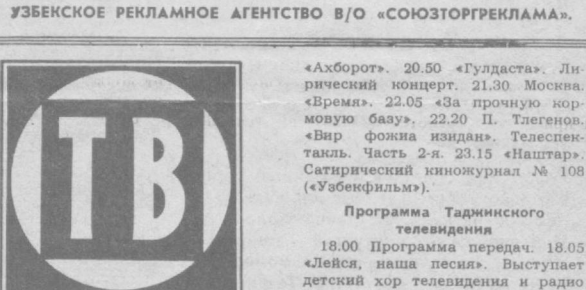 УЗБЕКСКОЕ РЕКЛАМНОЕ АГЕНТСТВО В/О «СОЮЗТОРГРЕКЛАМА».
ТВ
«Ахборот». 20.50 «Гулдаста». Ли-
рический концерт. 21.30 Москва.
«Время». 22.05 «За прочную кор
мовую базу». 22.20 П. Тлегенов.
«Бир фожиа изидан». Телеспек-
такль. Часть 2-я. 23.15 «Наштар».
Сатирический киножурнал № 108
(«Узбекфильм»).
Программа Таджикского
телевидения
18.00 Программа передач. 18.05
«Лейся, наша песня». Выступает
детский хор телевидения и радио